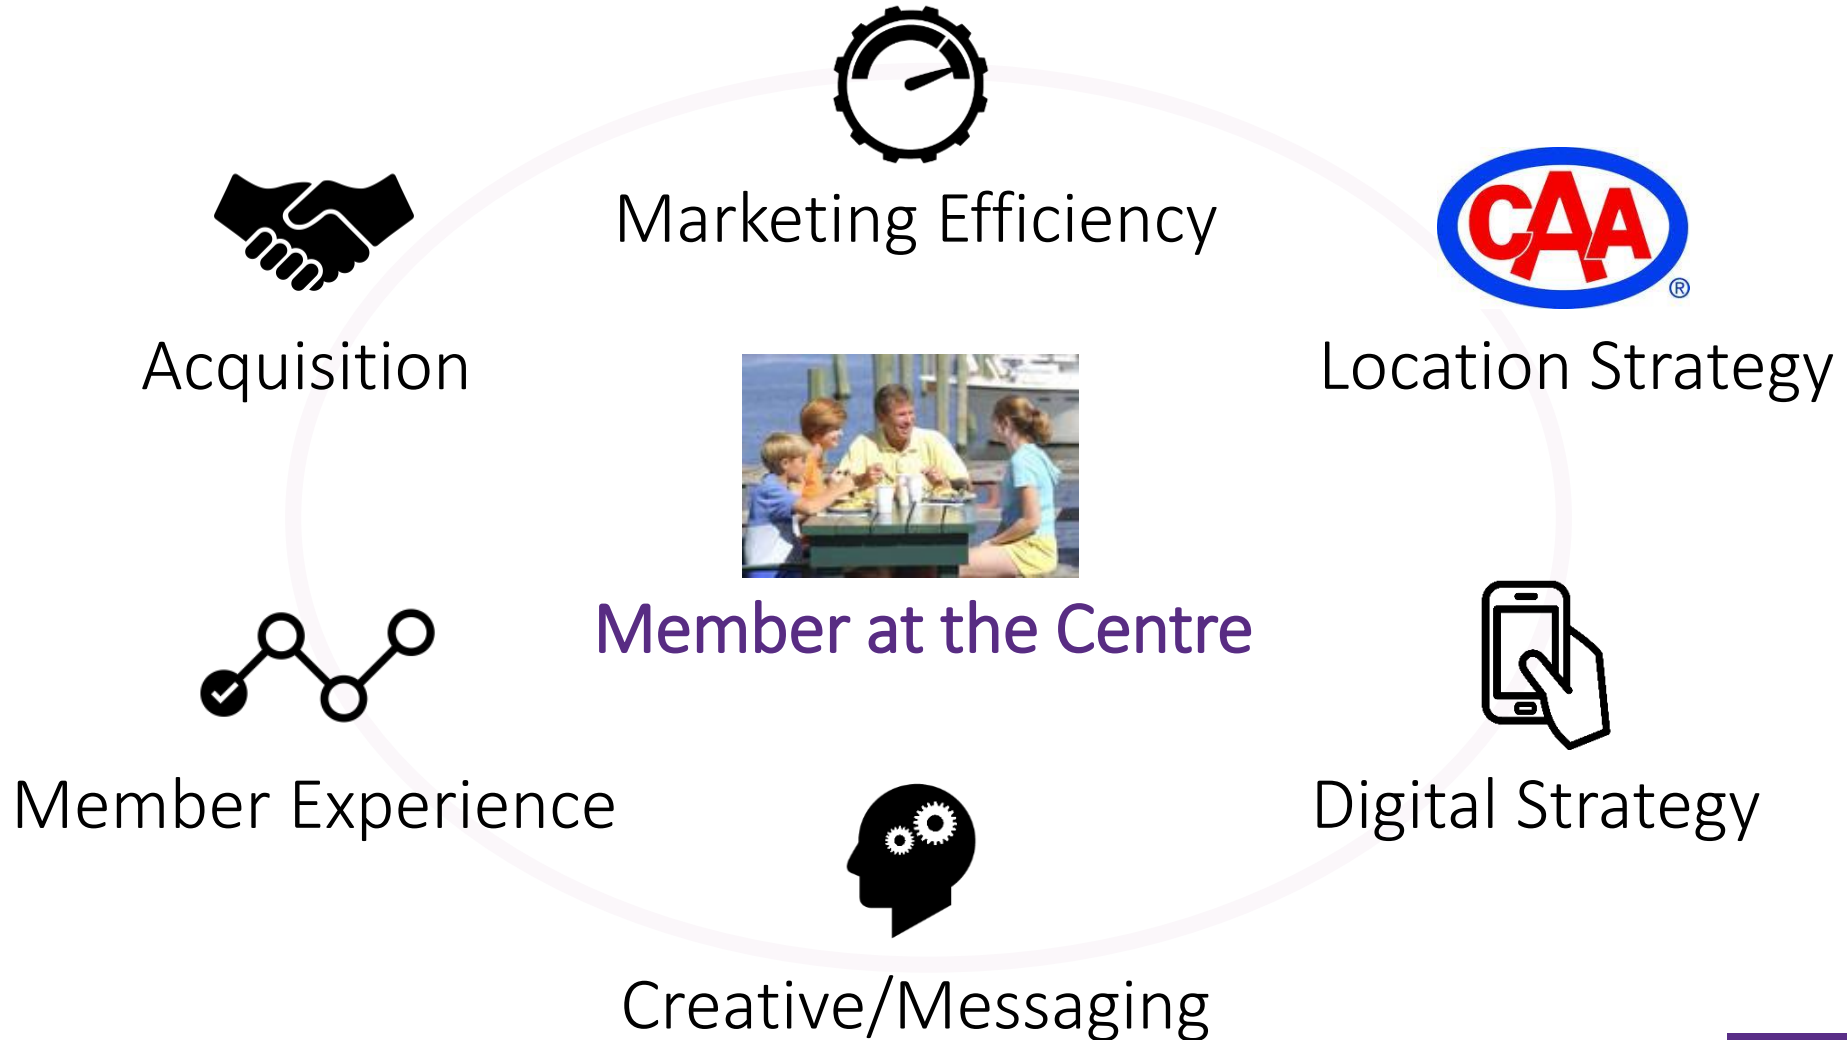 Marketing Efficiency
CAA
®
Acquisition
Location Strategy
Member at the Centre
Member Experience
Digital Strategy
Creative/Messaging